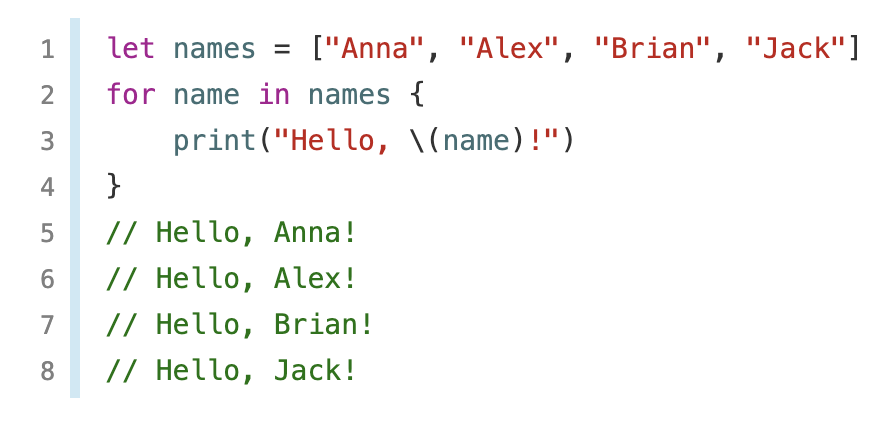 1 let names = ["Anna", "Alex", "Brian", "Jack"]
2 for name in names {
3     print("Hello, \(name)!")
4 }
5 // Hello, Anna!
6 // Hello, Alex!
7 // Hello, Brian!
8 // Hello, Jack!